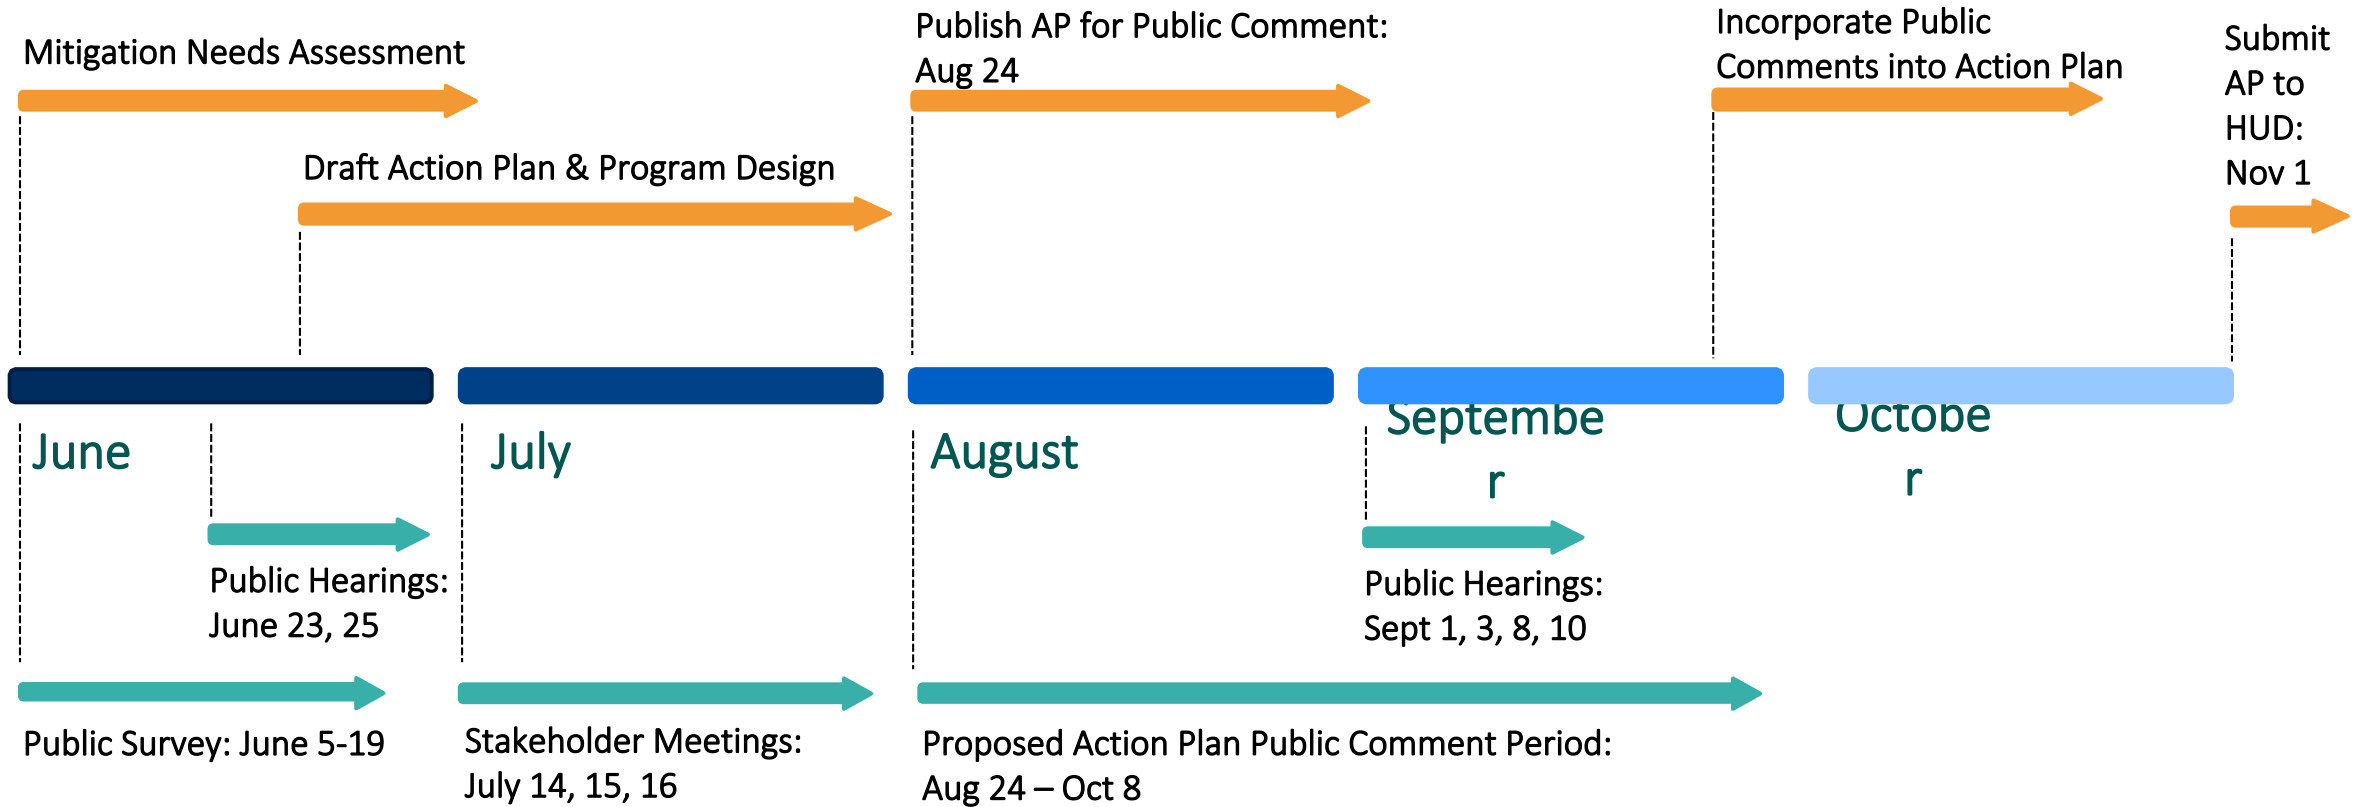 Mitigation Needs Assessment
Draft Action Plan & Program Design
Publish AP for Public Comment:
Aug 24
Incorporate Public
Comments into Action Plan
Submit
AP to
HUD:
Nov 1
June
July
August
Septembe
r
Octobe
r
Public Hearings:
June 23, 25
Public Hearings:
Sept 1, 3, 8, 10
Public Survey: June 5-19
Stakeholder Meetings:
July 14, 15, 16
Proposed Action Plan Public Comment Period:
Aug 24 – Oct 8